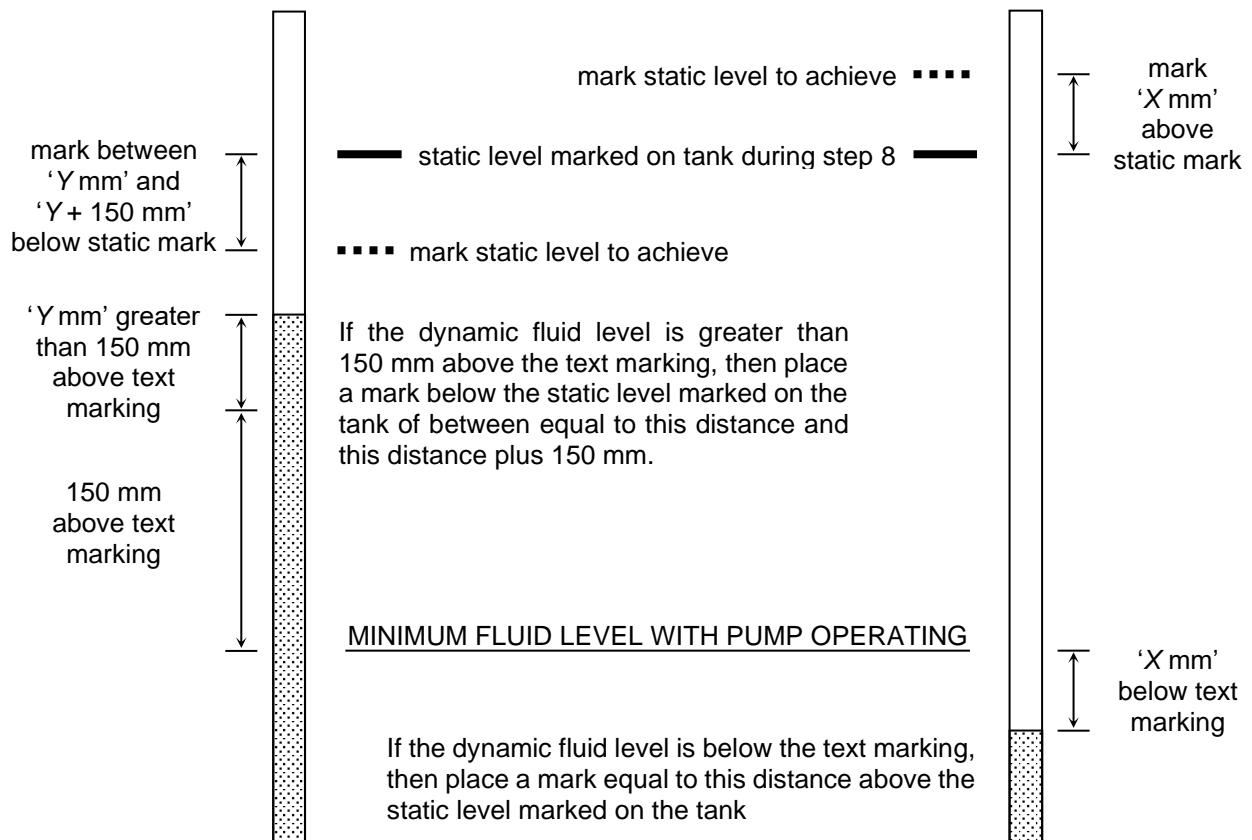 mark static level to achieve
mark
‘X mm’
above
static mark
mark between
‘Y mm’ and
‘Y + 150 mm’
below static mark
static level marked on tank during step 8
mark static level to achieve
‘Y mm’ greater
than 150 mm
above text
marking
If the dynamic fluid level is greater than
150 mm above the text marking, then place
a mark below the static level marked on the
tank of between equal to this distance and
this distance plus 150 mm.
150 mm
above text
marking
MINIMUM FLUID LEVEL WITH PUMP OPERATING
‘X mm’
below text
marking
If the dynamic fluid level is below the text marking,
then place a mark equal to this distance above the
static level marked on the tank